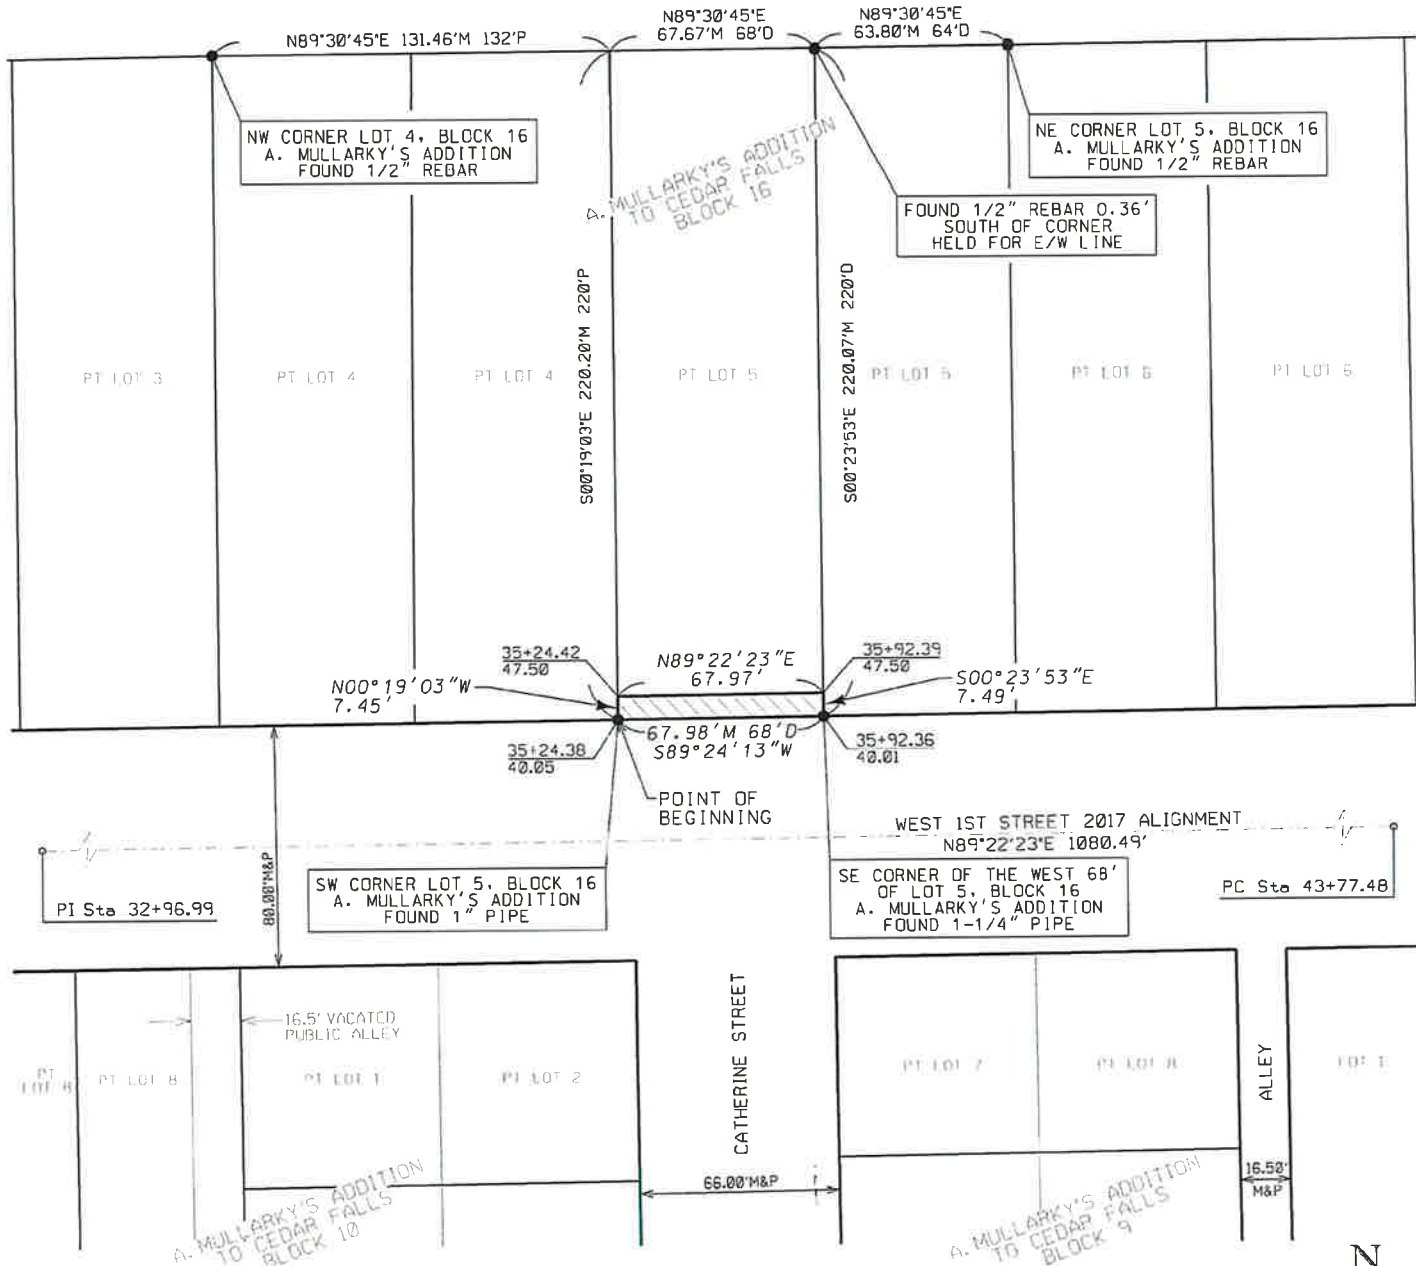 N89°30'45"E 131.46'M 132'P
N89°30'45"E
67.67'M 68'D
N89°30'45"E
63.80'M 64'D
NW CORNER LOT 4, BLOCK 16
A. MULLARKY'S ADDITION
FOUND 1/2" REBAR
NE CORNER LOT 5, BLOCK 16
A. MULLARKY'S ADDITION
FOUND 1/2" REBAR
A. MULLARKY'S ADDITION
TO CEDAR FALLS
BLOCK 16
FOUND 1/2" REBAR 0.36'
SOUTH OF CORNER
HELD FOR E/W LINE
S00°19'03"E 220.20'M 220'P
S00°23'53"E 220.07'M 220'D
PT LOT 3
PT LOT 4
PT LOT 4
PT LOT 5
PT LOT 5
PT LOT 6
PT LOT 6
35+24.42
47.50
N89°22'23"E
67.97'
35+92.39
47.50
N00°19'03"W
7.45'
S00°23'53"E
7.49'
67.98'M 68'D
S89°24'13"W
35+24.38
40.05
35+92.36
40.01
POINT OF
BEGINNING
WEST 1ST STREET 2017 ALIGNMENT
N89°22'23"E 1080.49'
80.00'M&P
PI Sta 32+96.99
SW CORNER LOT 5, BLOCK 16
A. MULLARKY'S ADDITION
FOUND 1" PIPE
SE CORNER OF THE WEST 68'
OF LOT 5, BLOCK 16
A. MULLARKY'S ADDITION
FOUND 1-1/4" PIPE
PC Sta 43+77.48
16.5' VACATED
PUBLIC ALLEY
PT
LOT 8
PT LOT 8
PT LOT 1
PT LOT 2
CATHERINE STREET
PT LOT 7
PT LOT 8
ALLEY
LOT 1
66.00'M&P
16.50'
M&P
A. MULLARKY'S ADDITION
TO CEDAR FALLS
BLOCK 10
A. MULLARKY'S ADDITION
TO CEDAR FALLS
BLOCK 9
N